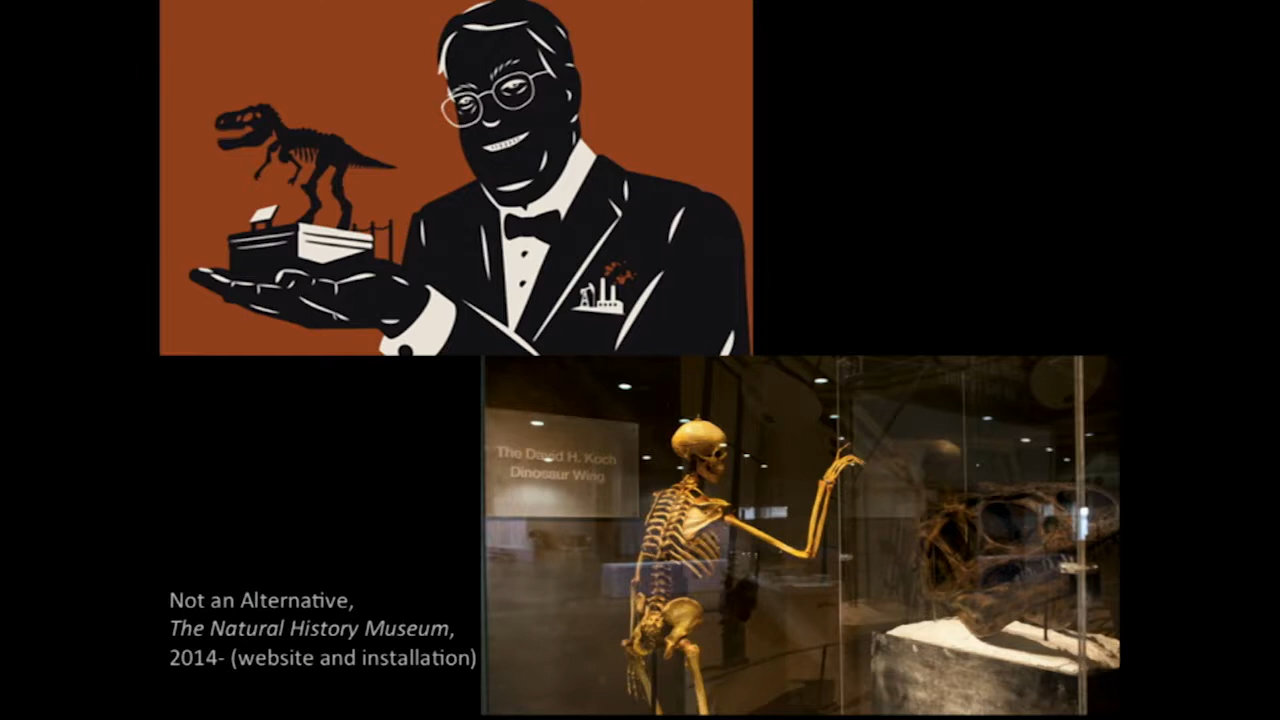 The David H. Koch
Dinosaur Wing
Not an Alternative,
The Natural History Museum,
2014- (website and installation)